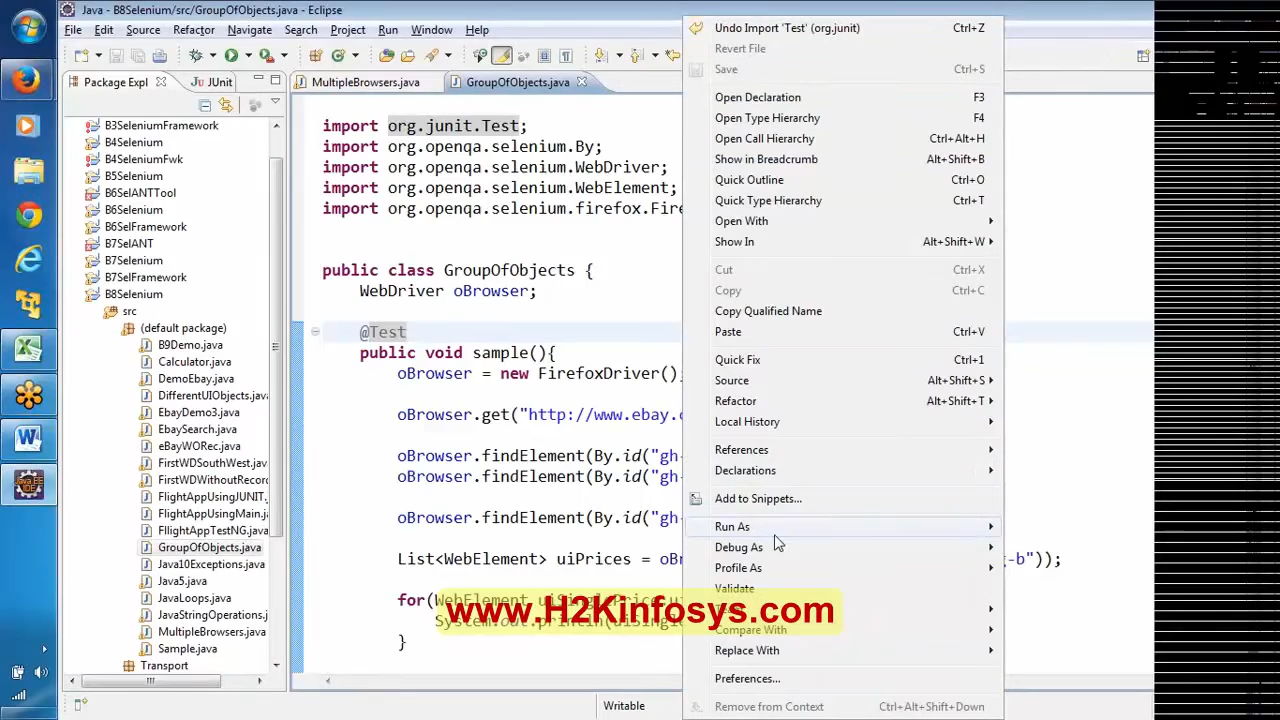 Java - B8Selenium/src/GroupOfObjects.java - Eclipse
File Edit Source Refactor Navigate Search Project Run Window Help
Package Expl
JUnit
MultipleBrowsers.java
GroupOfObjects
B3SeleniumFramework
B4Selenium
B4SeleniumFwk
B5Selenium
B6SelANTTool
B6Selenium
B6SelFramework
B7SelANT
B7Selenium
B7SelFramework
B8Selenium
src
(default package)
B9Demo.java
Calculator.java
DemoEbay.java
DifferentUIObjects.java
EbayDemo3.java
EbaySearch.java
eBayWORec.java
FirstWDSouthWest.java
FirstWDWithoutRecor
FlightAppUsingJUNIT.
FlightAppUsingMain.j
FllightAppTestNG.java
GroupOfObjects.java
Java10Exceptions.java
Java5.java
JavaLoops.java
JavaStringOperations.j
MultipleBrowsers.java
Sample.java
Transport
import org.junit.Test;
import org.openqa.selenium.By;
import org.openqa.selenium.WebDriver;
import org.openqa.selenium.WebElement;
import org.openqa.selenium.firefox.Fire
public class GroupOfObjects {
WebDriver oBrowser;
@Test
public void sample(){
oBrowser = new FirefoxDriver();
oBrowser.get("http://www.ebay.c
oBrowser.findElement(By.id("gh-
oBrowser.findElement(By.id("gh-
oBrowser.findElement(By.id("gh-
List<WebElement> uiPrices = oB g-b"));
for(
}
Undo Import 'Test' (org.junit) Ctrl+Z
Revert File
Save Ctrl+S
Open Declaration F
Open Type Hierarchy
Open Call Hierarchy Ctrl+Alt+H
Show in Breadcrumb Alt+Shift+B
Quick Outline Ctrl+O
Quick Type Hierarchy Ctrl+T
Open With
Show In Alt+Shift+W
Cut Ctrl+X
Copy Ctrl+C
Copy Qualified Name
Paste Ctrl+V
Quick Fix Ctrl+1
Source Alt+Shift+S
Refactor Alt+Shift+T
Local History
References
Declarations
Add to Snippets...
Run As
Debug As
Profile As
Validate
Compare With
Replace With
Preferences...
Remove from Context Ctrl+Alt+Shift+Down
www.H2KInfosys.com
Writable
Java EE
IDE